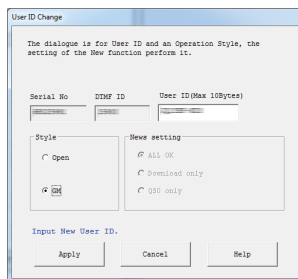 User ID Change
The dialogue is for User ID and an Operation Style, the
setting of the New function perform it.
Serial No DTMF ID User ID(Max 10Bytes)
Style News setting
Open ALL OK
Download only
GM QSO only
Input New User ID.
Apply Cancel Help